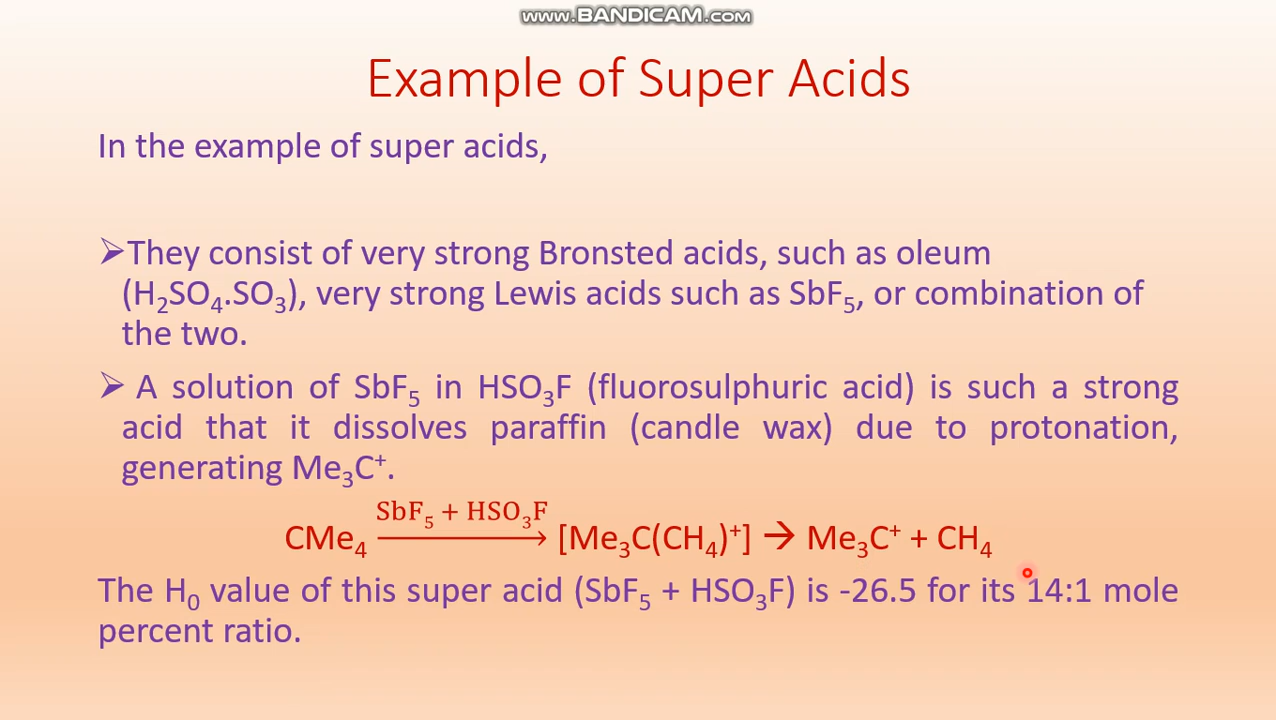 www.BANDICAM.com
Example of Super Acids
In the example of super acids,
➢They consist of very strong Bronsted acids, such as oleum
(H₂SO₄.SO₃), very strong Lewis acids such as SbF₅, or combination of
the two.
➢ A solution of SbF₅ in HSO₃F (fluorosulphuric acid) is such a strong
acid that it dissolves paraffin (candle wax) due to protonation,
generating Me₃C⁺.
SbF₅ + HSO₃F
CMe₄ ⟶ [Me₃C(CH₄)⁺] → Me₃C⁺ + CH₄
The H₀ value of this super acid (SbF₅ + HSO₃F) is -26.5 for its 14:1 mole
percent ratio.